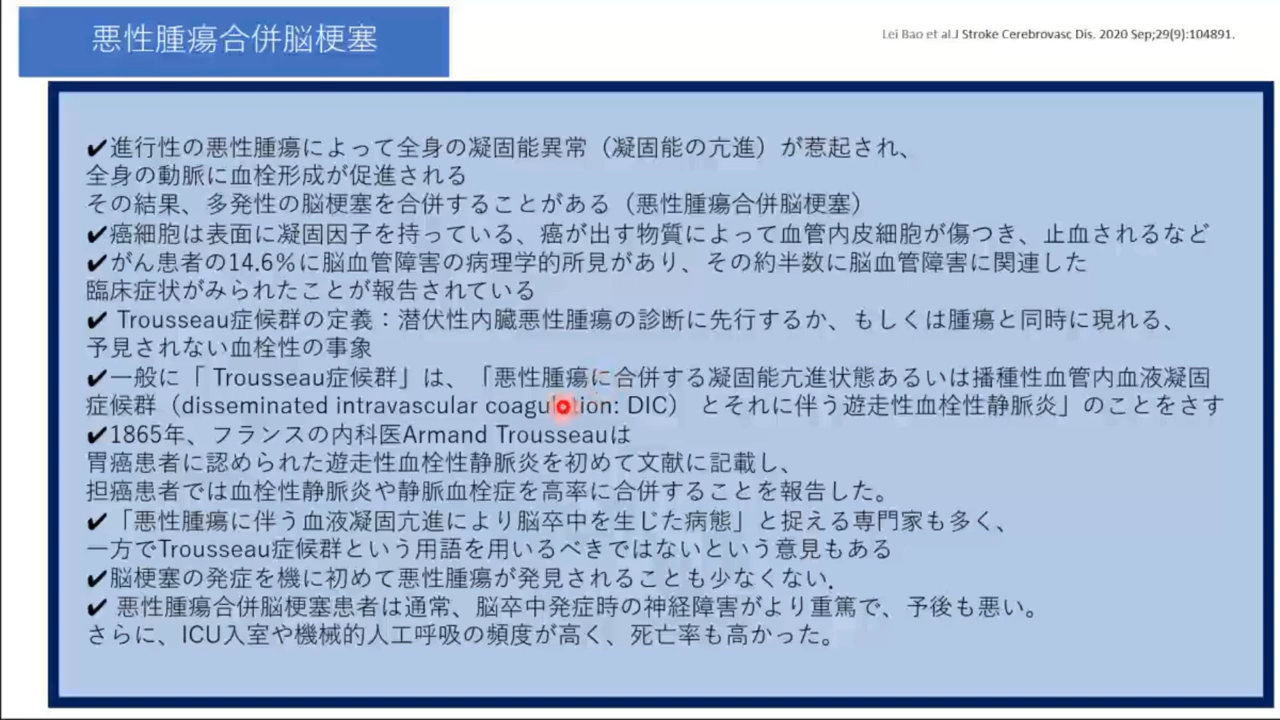 悪性腫瘍合併脳梗塞
Lei Bao et al.J Stroke Cerebrovasc Dis. 2020 Sep;29(9):104891.
✔進行性の悪性腫瘍によって全身の凝固能異常（凝固能の亢進）が惹起され、
全身の動脈に血栓形成が促進される
その結果、多発性の脳梗塞を合併することがある（悪性腫瘍合併脳梗塞）
✔癌細胞は表面に凝固因子を持っている、癌が出す物質によって血管内皮細胞が傷つき、止血されるなど
✔がん患者の14.6％に脳血管障害の病理学的所見があり、その約半数に脳血管障害に関連した
臨床症状がみられたことが報告されている
✔ Trousseau症候群の定義：潜伏性内臓悪性腫瘍の診断に先行するか、もしくは腫瘍と同時に現れる、
予見されない血栓性の事象
✔一般に「 Trousseau症候群」は、「悪性腫瘍に合併する凝固能亢進状態あるいは播種性血管内血液凝固
症候群（disseminated intravascular coagulation: DIC） とそれに伴う遊走性血栓性静脈炎」のことをさす
✔1865年、フランスの内科医Armand Trousseauは
胃癌患者に認められた遊走性血栓性静脈炎を初めて文献に記載し、
担癌患者では血栓性静脈炎や静脈血栓症を高率に合併することを報告した。
✔「悪性腫瘍に伴う血液凝固亢進により脳卒中を生じた病態」と捉える専門家も多く、
一方でTrousseau症候群という用語を用いるべきではないという意見もある
✔脳梗塞の発症を機に初めて悪性腫瘍が発見されることも少なくない．
✔ 悪性腫瘍合併脳梗塞患者は通常、脳卒中発症時の神経障害がより重篤で、予後も悪い。
さらに、ICU入室や機械的人工呼吸の頻度が高く、死亡率も高かった。